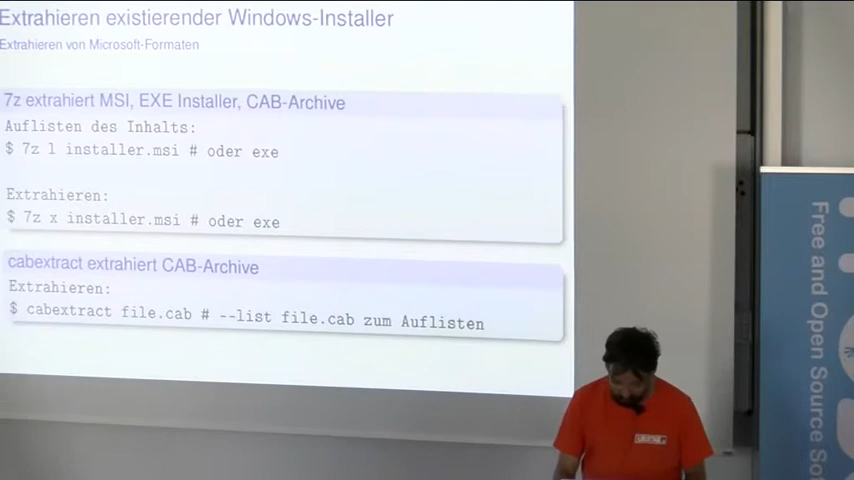 Extrahieren existierender Windows-Installer
Extrahieren von Microsoft-Formaten
7z extrahiert MSI, EXE Installer, CAB-Archive
Auflisten des Inhalts:
$ 7z l installer.msi # oder exe
Extrahieren:
$ 7z x installer.msi # oder exe
cabextract extrahiert CAB-Archive
Extrahieren:
$ cabextract file.cab # --list file.cab zum Auflisten
Free and Open Source Sof